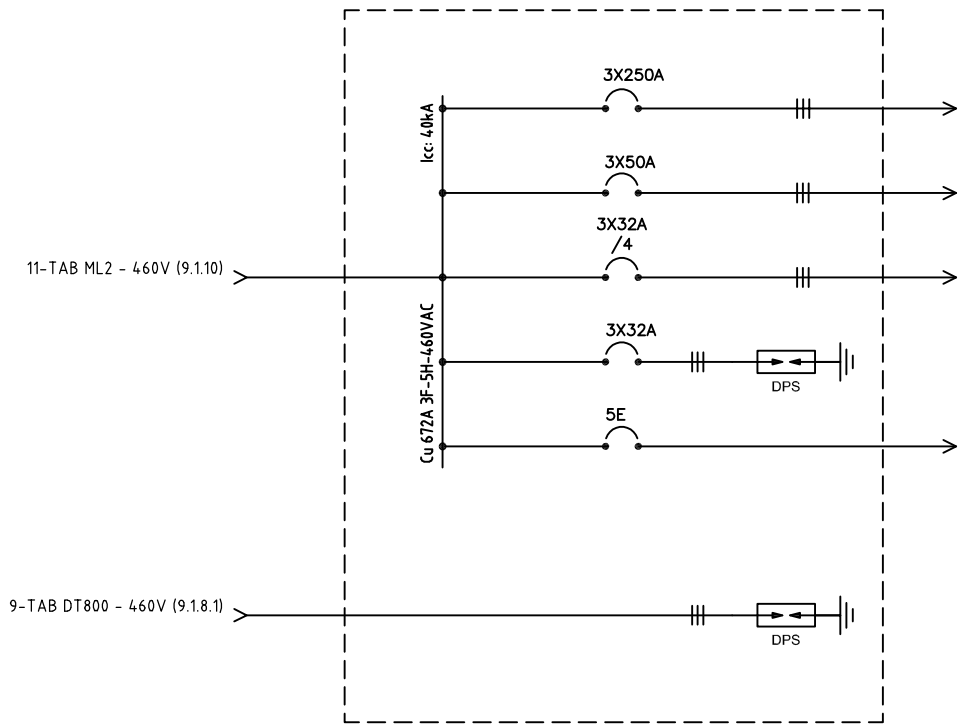 3X250A
Icc: 40kA
3X50A
3X32A
/4
11-TAB ML2 - 460V (9.1.10)
Cu 672A 3F-5H-460VAC
3X32A
DPS
5E
9-TAB DT800 - 460V (9.1.8.1)
DPS